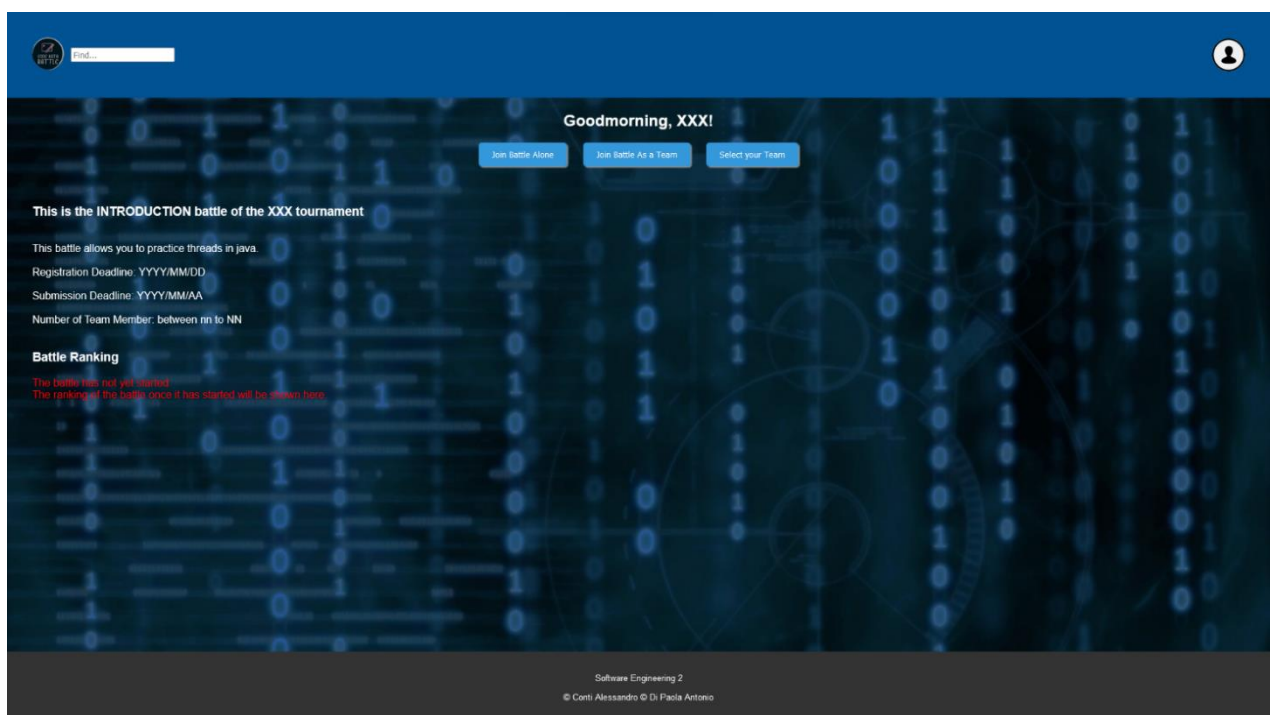 BATTLE
Find...
Goodmorning, XXX!
Join Battle Alone
Join Battle As a Team
Select your Team
This is the INTRODUCTION battle of the XXX tournament
This battle allows you to practice threads in java.
Registration Deadline: YYYY/MM/DD
Submission Deadline: YYYY/MM/AA
Number of Team Member: between nn to NN
Battle Ranking
The battle has not yet started.
The ranking of the battle once it has started will be shown here.
Software Engineering 2
© Conti Alessandro © Di Paola Antonio